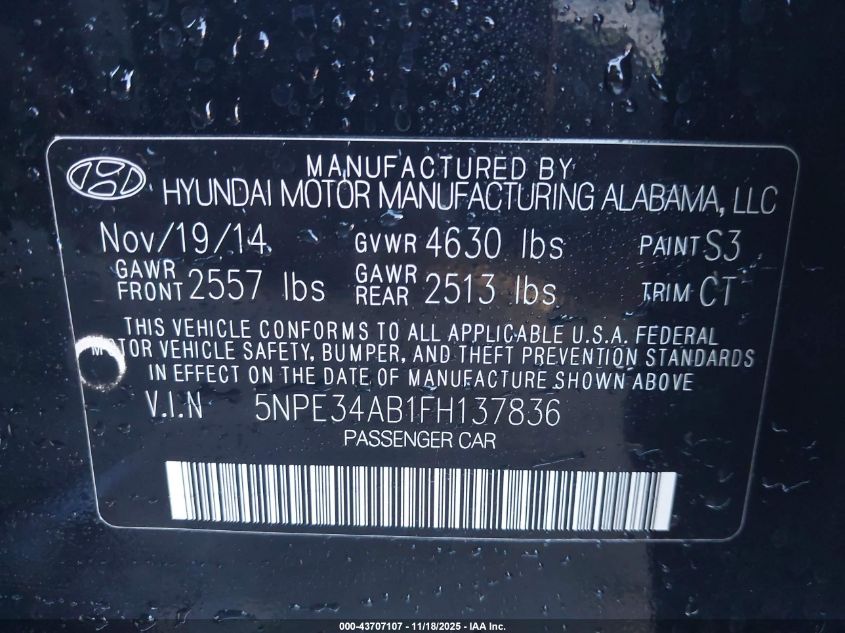 MANUFACTURED BY
HYUNDAI MOTOR MANUFACTURING ALABAMA, LLC
Nov/19/14 GVWR 4630 lbs PAINT S3
GAWR FRONT 2557 lbs GAWR REAR 2513 lbs TRIM CT
THIS VEHICLE CONFORMS TO ALL APPLICABLE U.S.A. FEDERAL
MOTOR VEHICLE SAFETY, BUMPER, AND THEFT PREVENTION STANDARDS
IN EFFECT ON THE DATE OF MANUFACTURE SHOWN ABOVE
V.I.N 5NPE34AB1FH137836
PASSENGER CAR
000-43707107 - 11/18/2025 - IAA Inc.